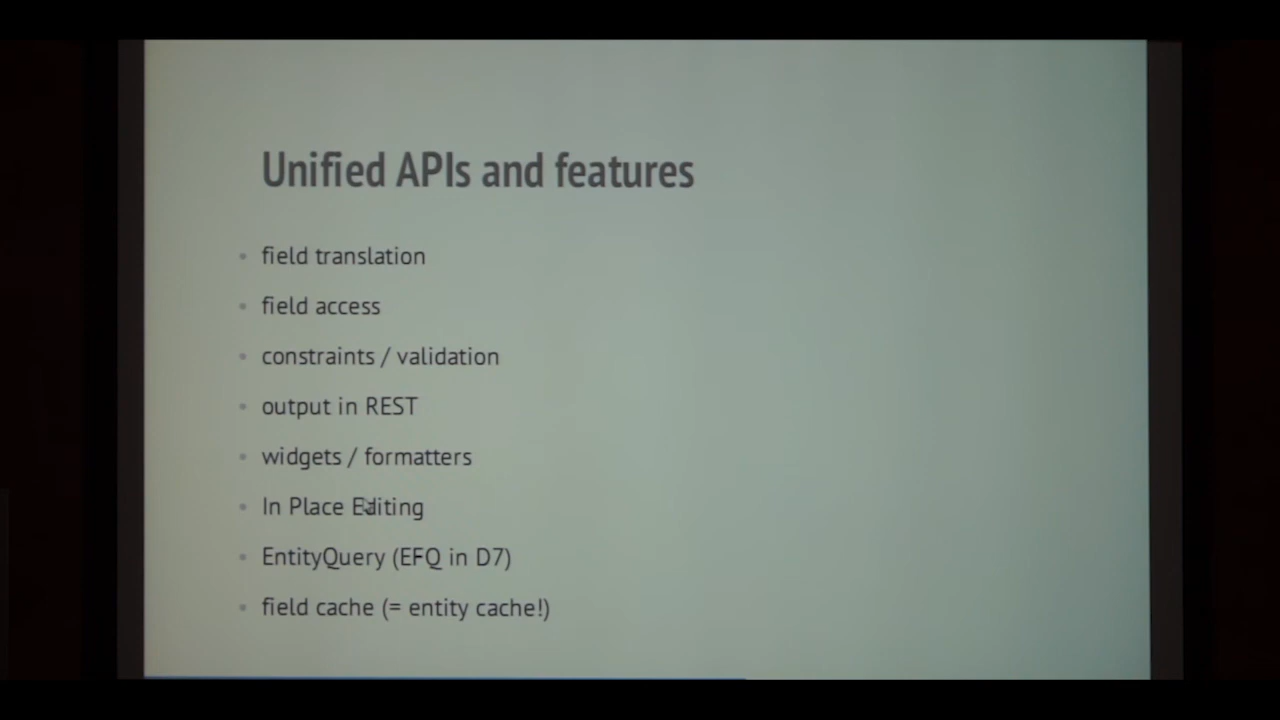 Unified APIs and features
• field translation
• field access
• constraints / validation
• output in REST
• widgets / formatters
• In Place Editing
• EntityQuery (EFQ in D7)
• field cache (= entity cache!)